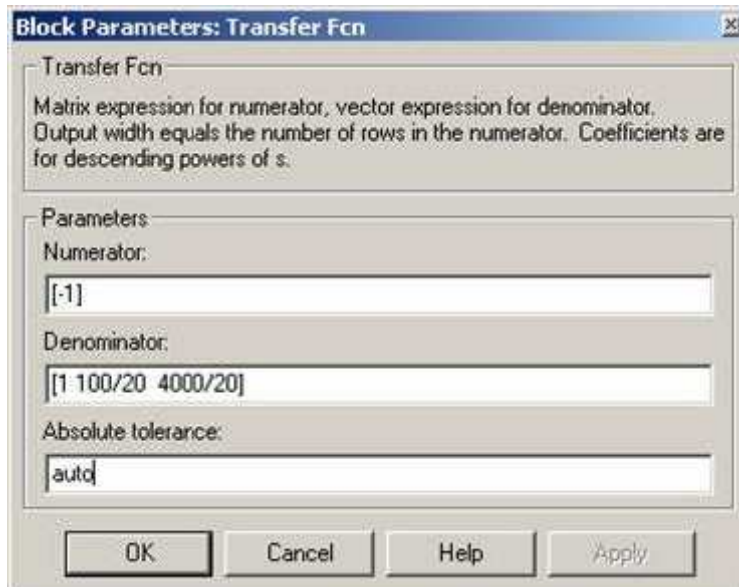 Block Parameters: Transfer Fcn
Transfer Fcn
Matrix expression for numerator, vector expression for denominator.
Output width equals the number of rows in the numerator. Coefficients are
for descending powers of s.
Parameters
Numerator:
[-1]
Denominator:
[1 100/20 4000/20]
Absolute tolerance:
auto
OK
Cancel
Help
Apply